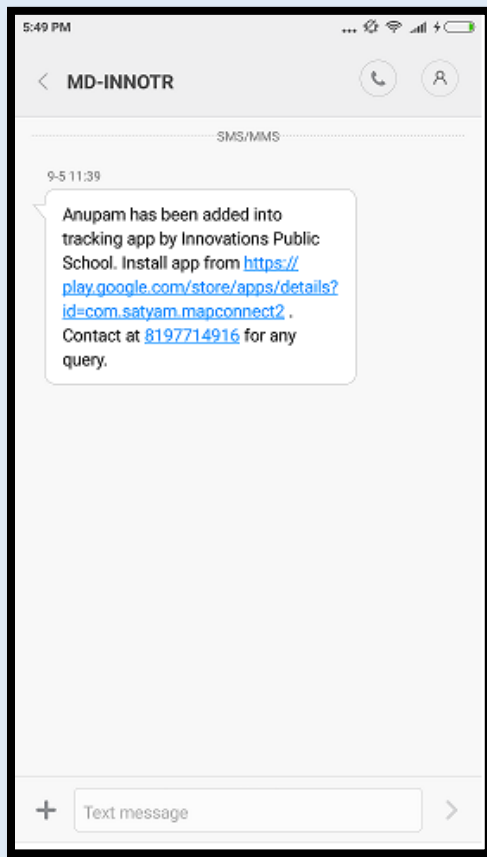 5:49 PM
...
MD-INNOTR
SMS/MMS
9-5 11:39
Anupam has been added into
tracking app by Innovations Public
School. Install app from https://
play.google.com/store/apps/details?
id=com.satyam.mapconnect2 .
Contact at 8197714916 for any
query.
Text message